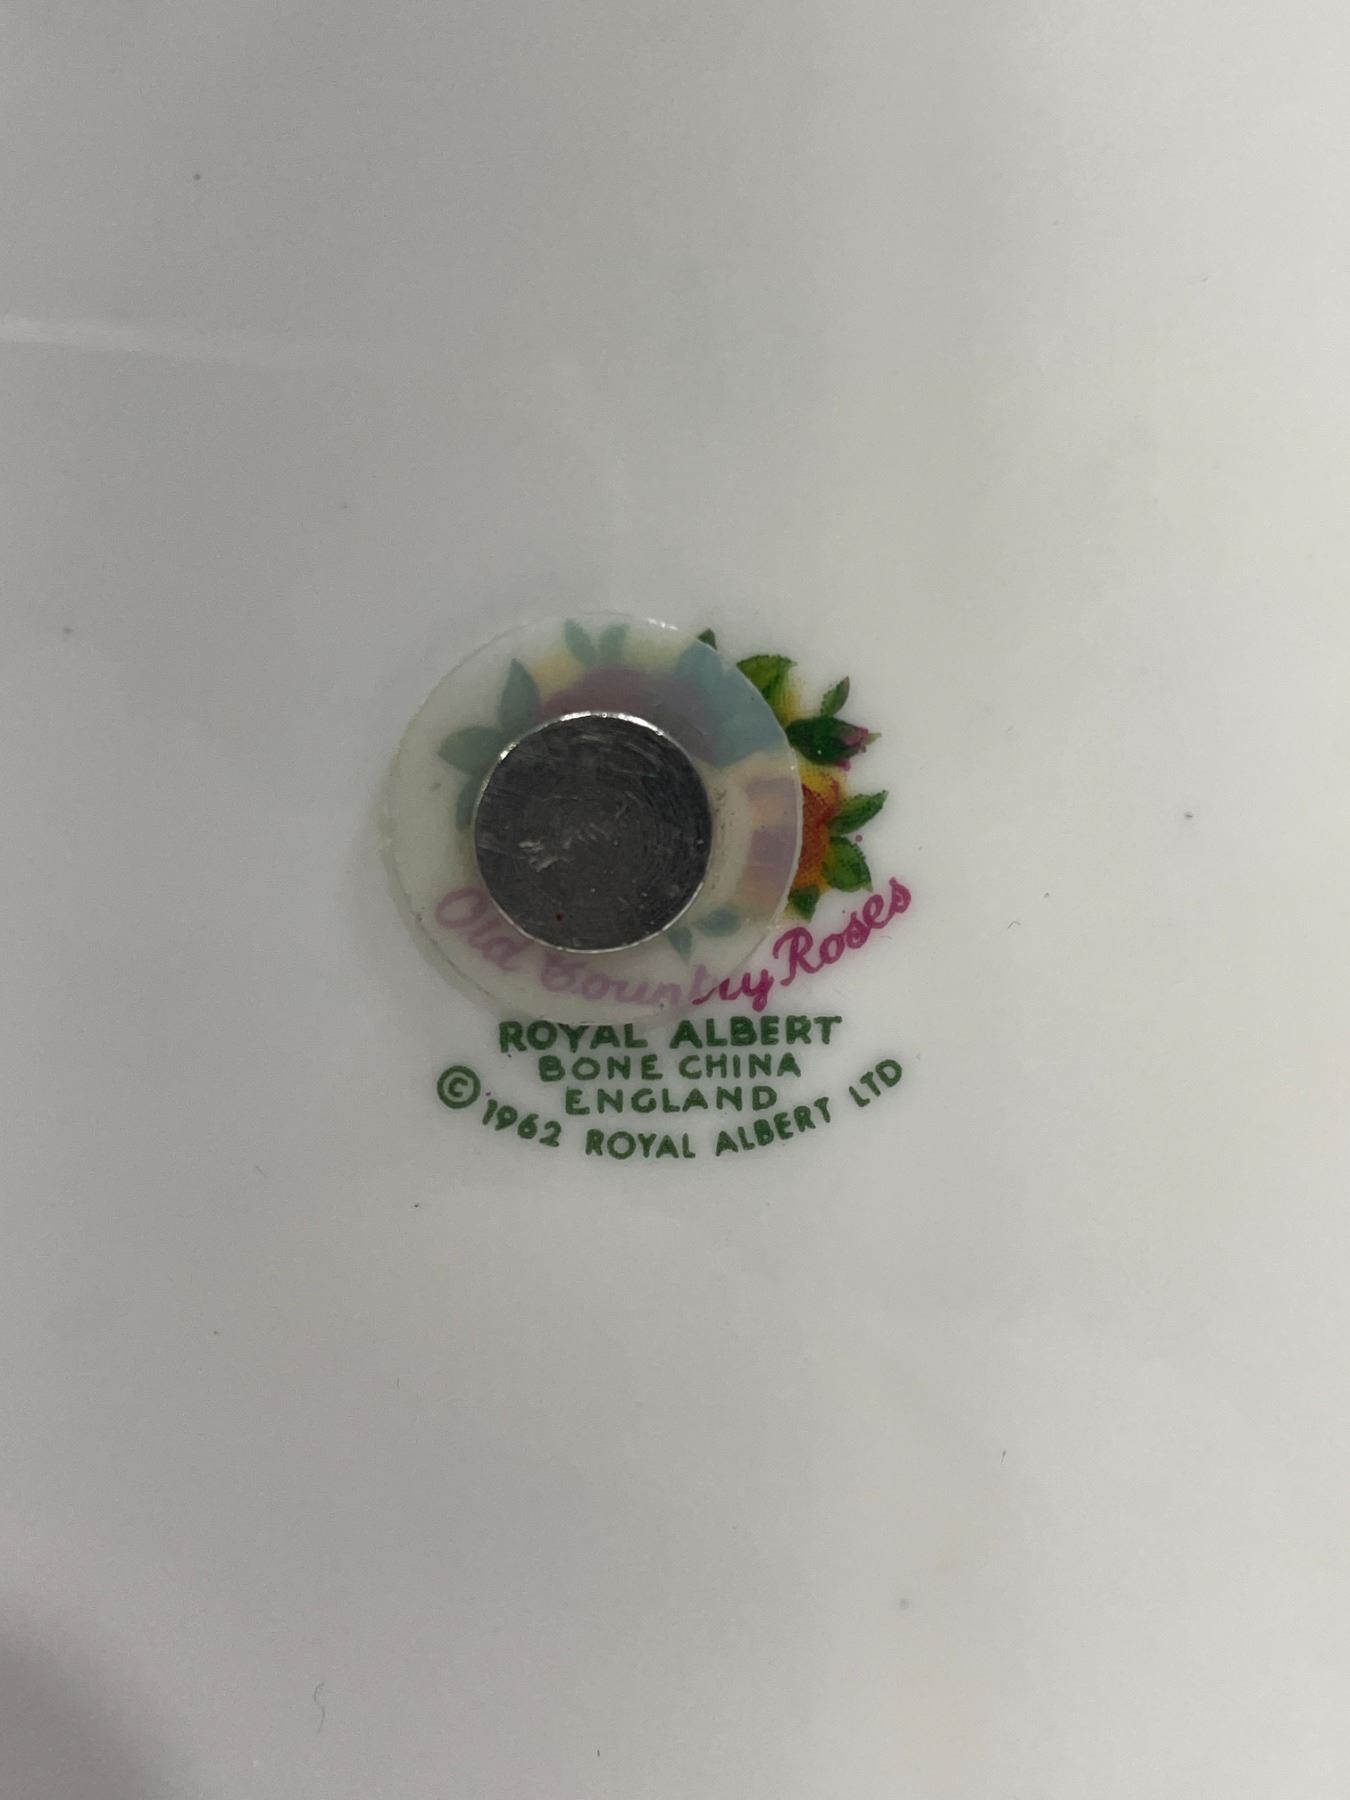 Old Country Roses
ROYAL ALBERT
BONE CHINA
ENGLAND
© 1962 ROYAL ALBERT LTD